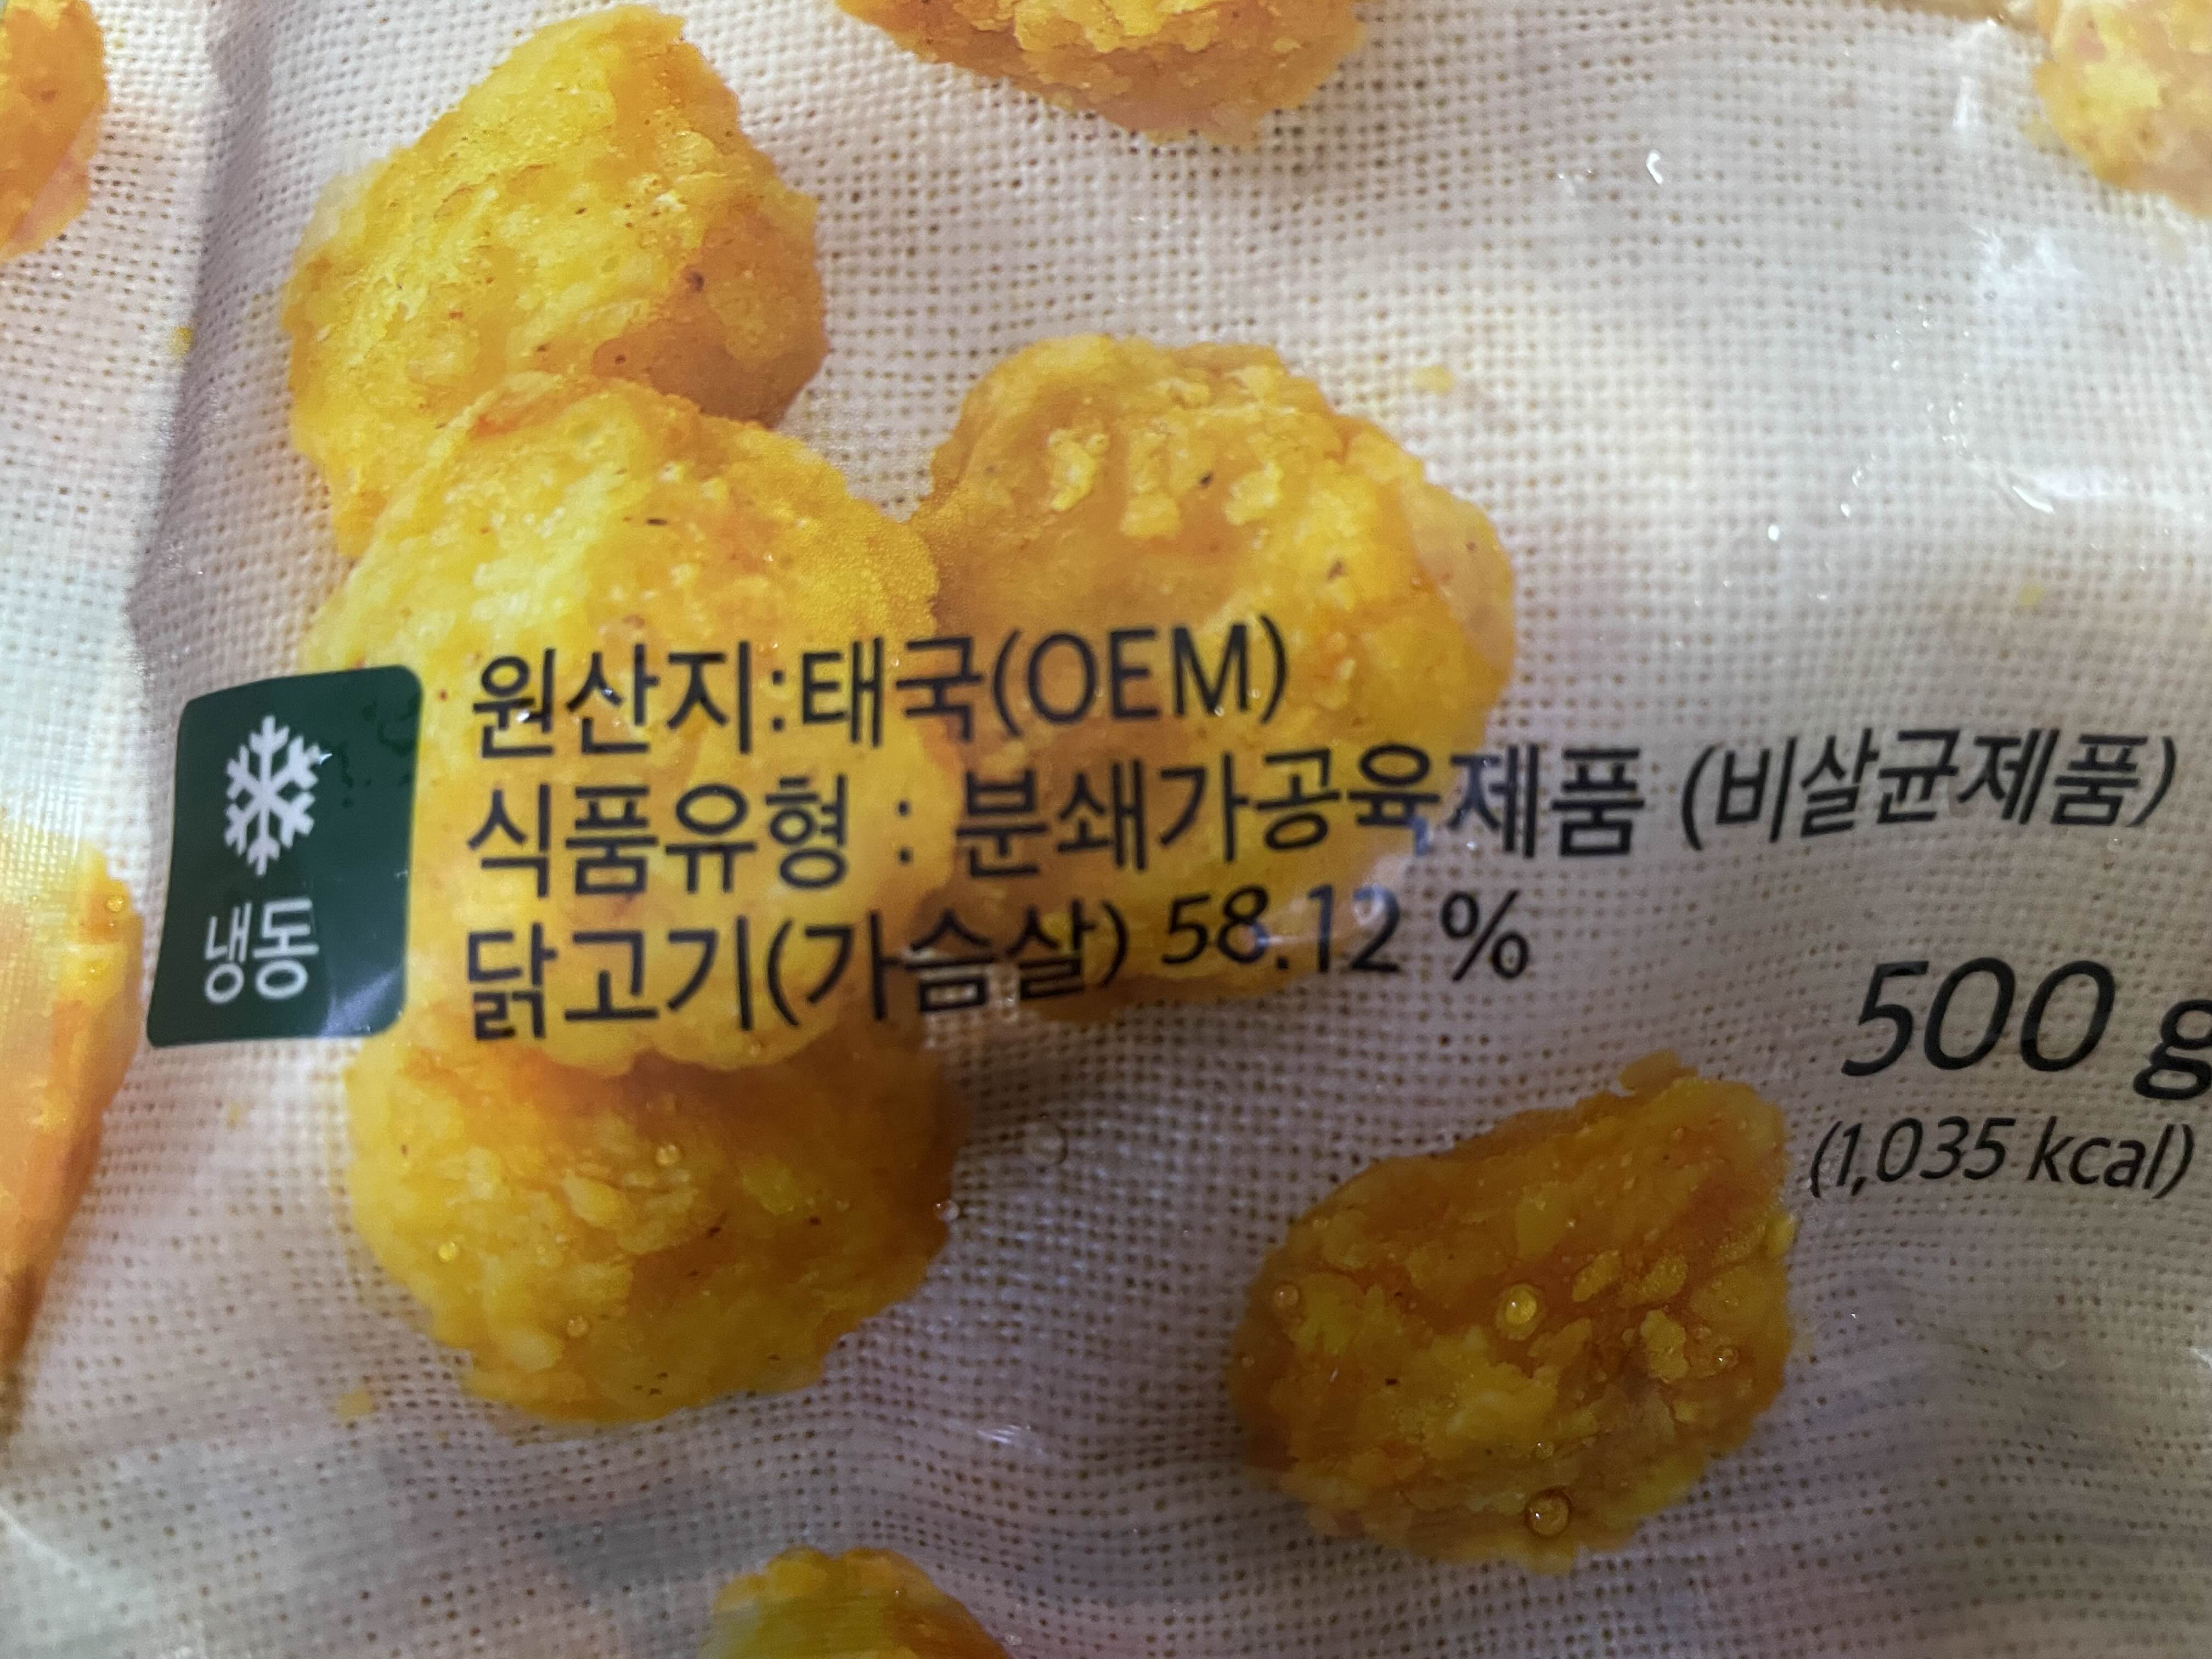 원산지:태국(OEM)
식품유형 : 분쇄가공육제품 (비살균제품)
닭고기(가슴살) 58.12 %
냉동
500 g
(1,035 kcal)